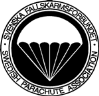 SVENSKA FALLSKÄRMSFÖRBUNDET
SWEDISH PARACHUTE ASSOCIATION